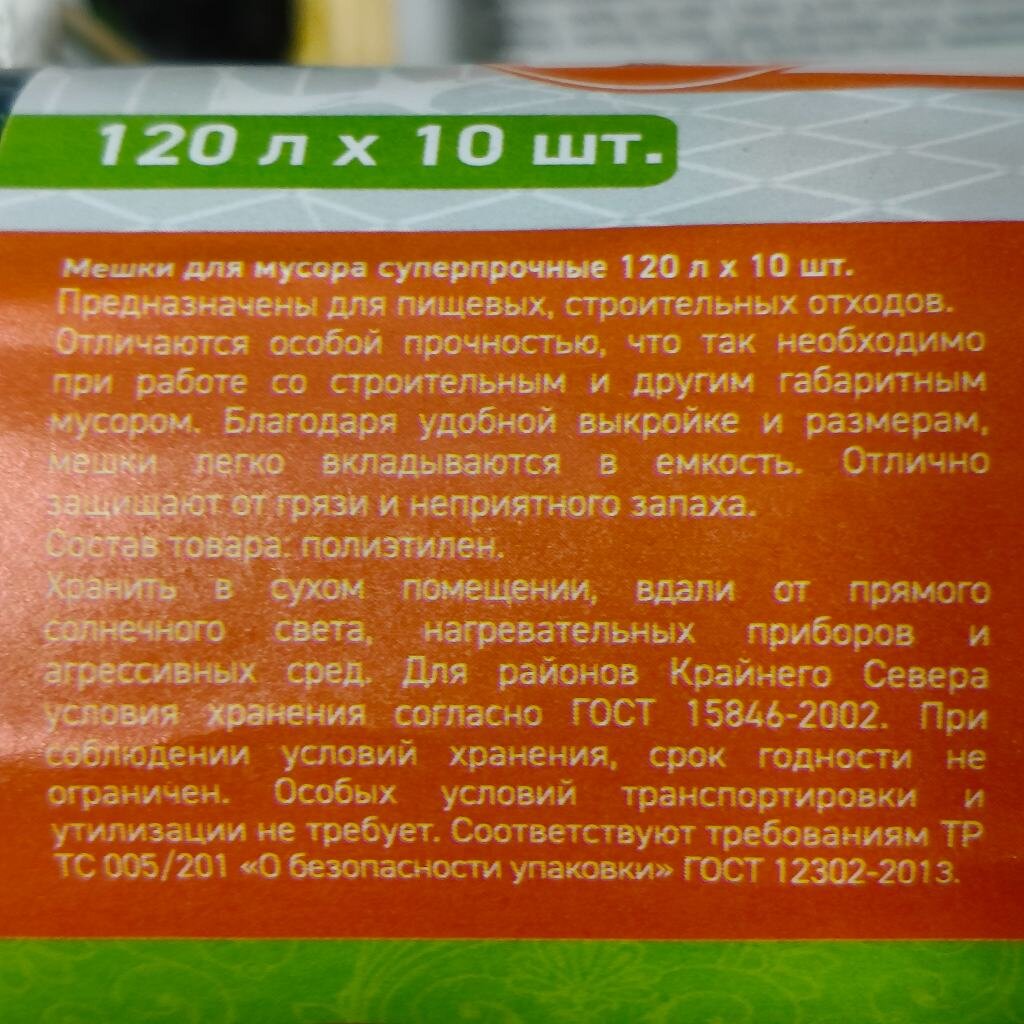 120 л х 10 шт.
Мешки для мусора суперпрочные 120 л х 10 шт.
Предназначены для пищевых, строительных отходов.
Отличаются особой прочностью, что так необходимо
при работе со строительным и другим габаритным
мусором. Благодаря удобной выкройке и размерам,
мешки легко вкладываются в емкость. Отлично
защищают от грязи и неприятного запаха.
Состав товара: полиэтилен.
Хранить в сухом помещении, вдали от прямого
солнечного света, нагревательных приборов и
агрессивных сред. Для районов Крайнего Севера
условия хранения согласно ГОСТ 15846-2002. При
соблюдении условий хранения, срок годности не
ограничен. Особых условий транспортировки и
утилизации не требует. Соответствуют требованиям ТР
ТС 005/201 «О безопасности упаковки» ГОСТ 12302-2013.